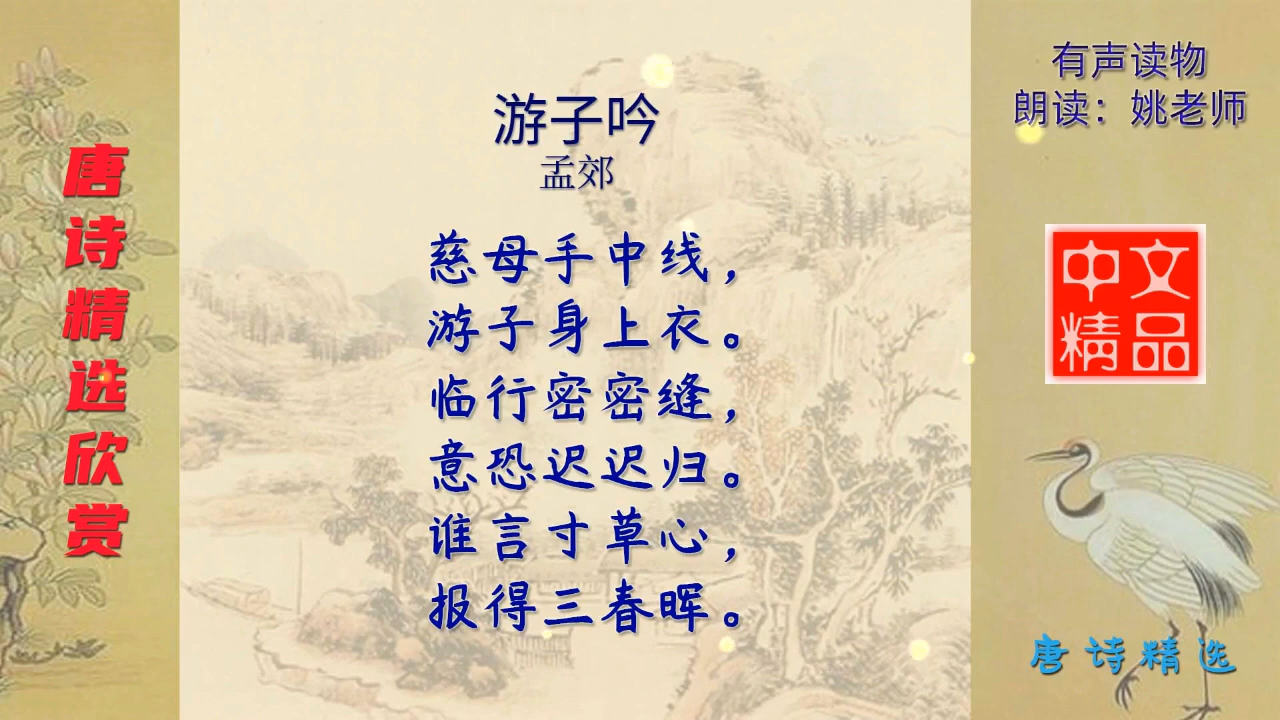 唐诗精选欣赏
游子吟
孟郊
慈母手中线，
游子身上衣。
临行密密缝，
意恐迟迟归。
谁言寸草心，
报得三春晖。
有声读物
朗读：姚老师
中文
精品
唐诗精选